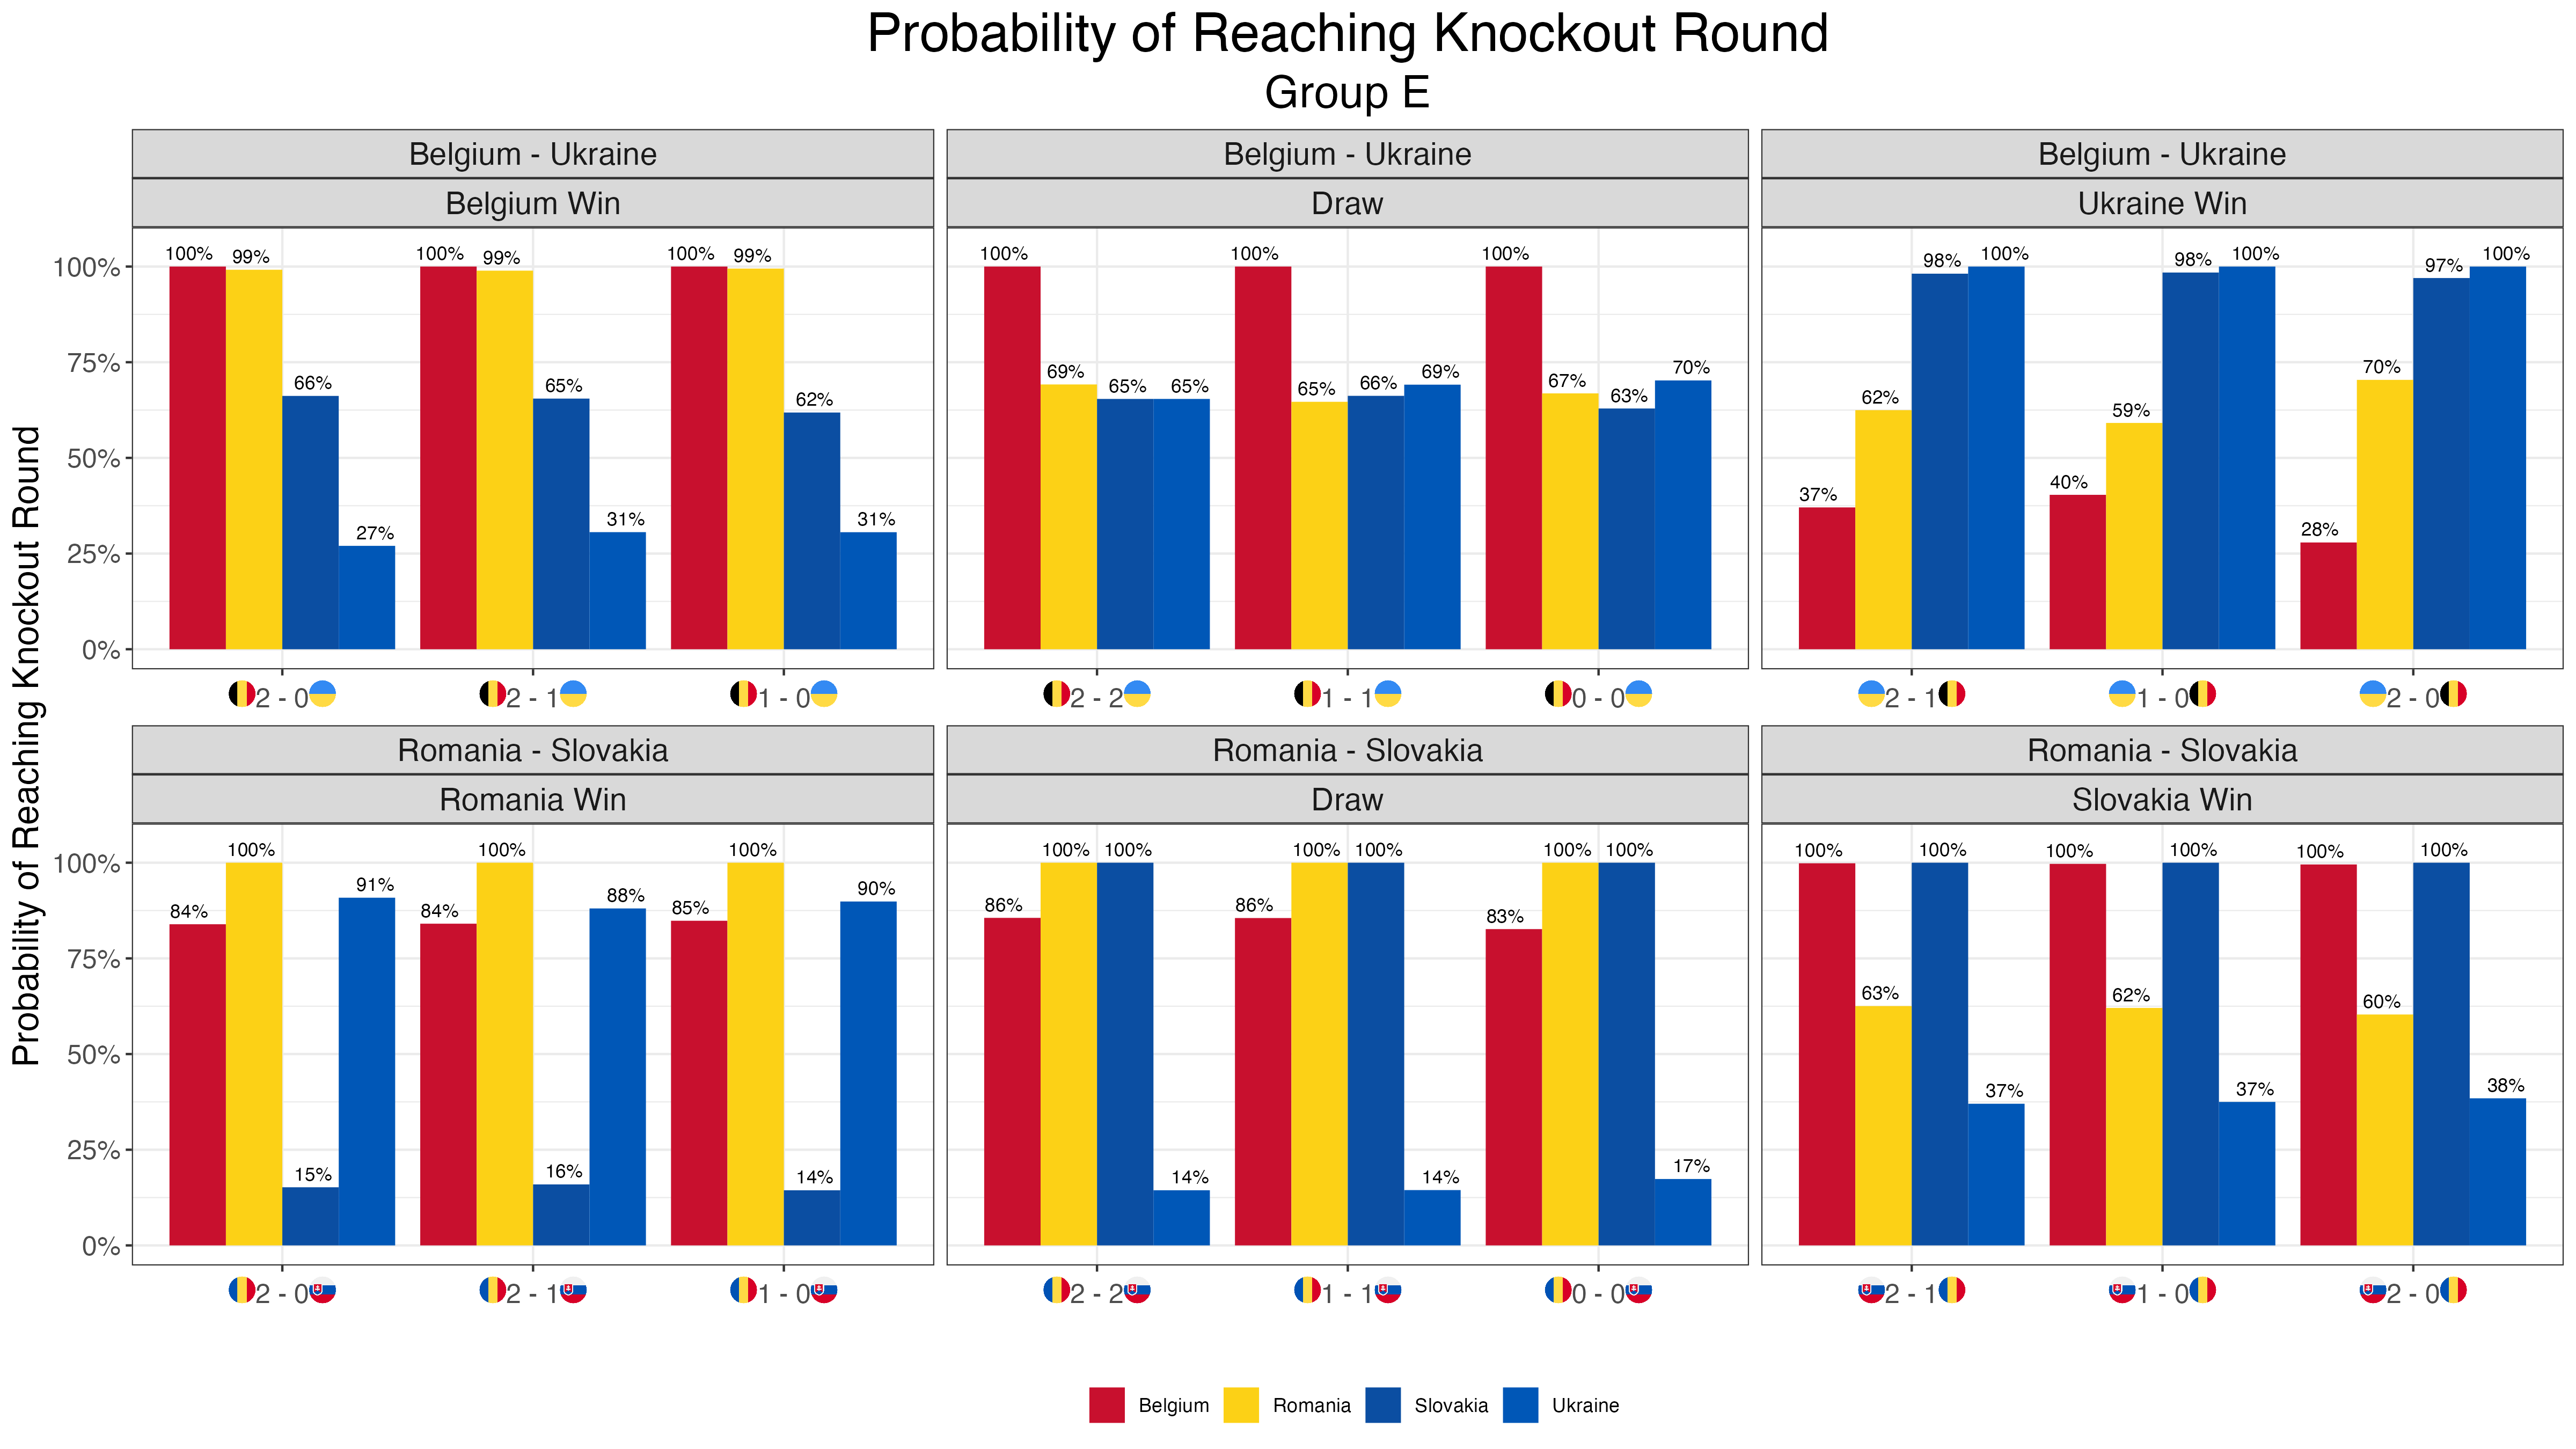 Probability of Reaching Knockout Round
Group E
Probability of Reaching Knockout Round
Belgium - Ukraine
Belgium Win
100% 99% 66% 27% 100% 99% 65% 31% 100% 99% 62% 31%
100%
75%
50%
25%
0%
2 - 0 2 - 1 1 - 0
Belgium - Ukraine
Draw
100% 69% 65% 65% 100% 65% 66% 69% 100% 67% 63% 70%
2 - 2 1 - 1 0 - 0
Belgium - Ukraine
Ukraine Win
37% 62% 98% 100% 40% 59% 98% 100% 28% 70% 97% 100%
2 - 1 1 - 0 2 - 0
Romania - Slovakia
Romania Win
84% 100% 15% 91% 84% 100% 16% 88% 85% 100% 14% 90%
100%
75%
50%
25%
0%
2 - 0 2 - 1 1 - 0
Romania - Slovakia
Draw
86% 100% 100% 14% 86% 100% 100% 14% 83% 100% 100% 17%
2 - 2 1 - 1 0 - 0
Romania - Slovakia
Slovakia Win
100% 63% 100% 37% 100% 62% 100% 37% 100% 60% 100% 38%
2 - 1 1 - 0 2 - 0
Belgium Romania Slovakia Ukraine